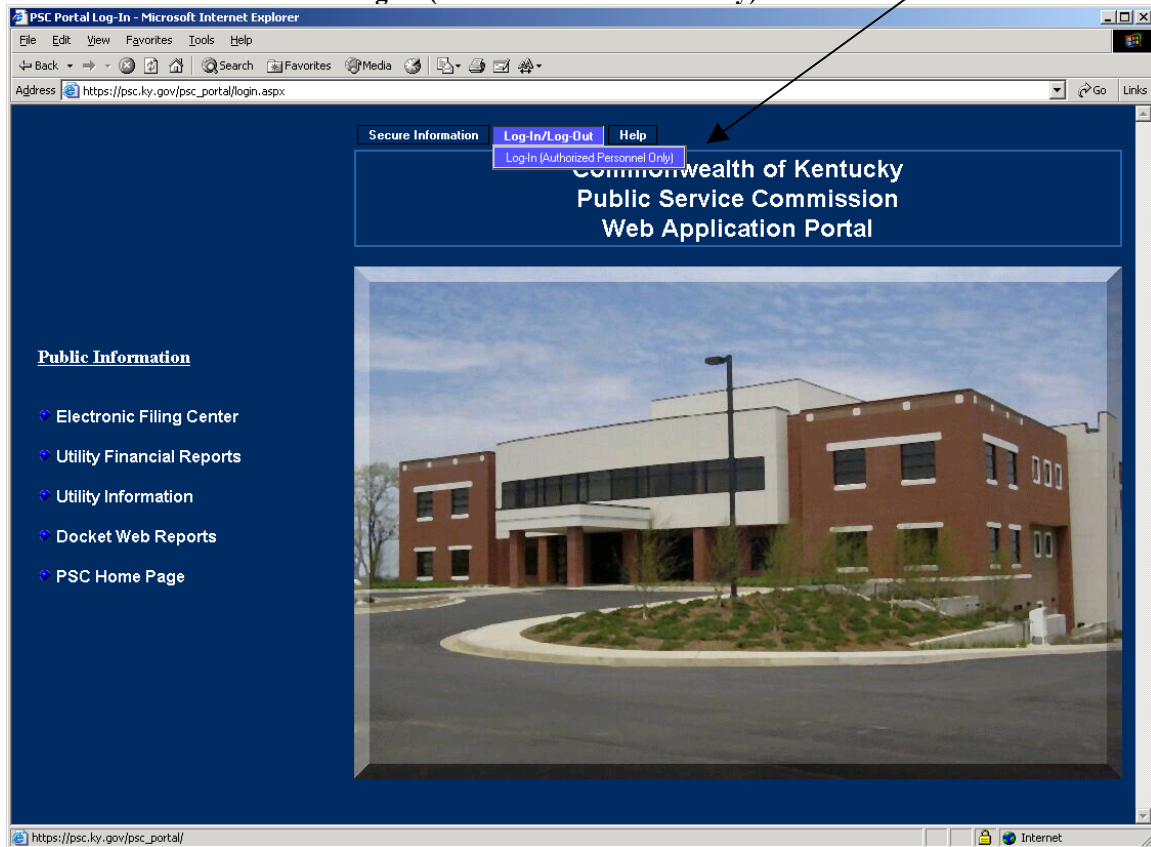 PSC Portal Log-In - Microsoft Internet Explorer
File Edit View Favorites Tools Help
Back Search Favorites Media
Address https://psc.ky.gov/psc_portal/login.aspx Go Links
Secure Information Log-In/Log-Out Help
Log-In (Authorized Personnel Only)
Commonwealth of Kentucky
Public Service Commission
Web Application Portal
Public Information
Electronic Filing Center
Utility Financial Reports
Utility Information
Docket Web Reports
PSC Home Page
https://psc.ky.gov/psc_portal/ Internet